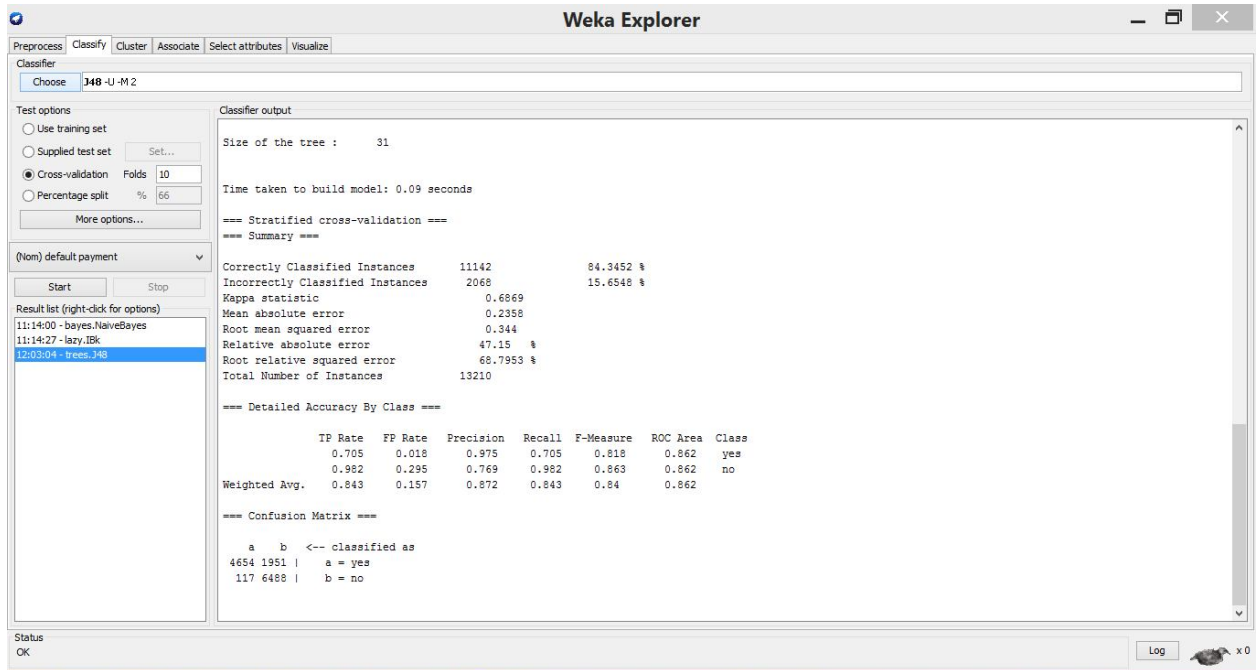 Weka Explorer
Preprocess Classify Cluster Associate Select attributes Visualize
Classifier
Choose J48 -U -M 2
Test options
Use training set
Supplied test set Set...
Cross-validation Folds 10
Percentage split % 66
More options...
(Nom) default payment
Start Stop
Result list (right-click for options)
11:14:00 - bayes.NaiveBayes
11:14:27 - lazy.IBk
12:03:04 - trees.J48
Classifier output
Size of the tree : 31
Time taken to build model: 0.09 seconds
=== Stratified cross-validation ===
=== Summary ===
Correctly Classified Instances 11142 84.3452 %
Incorrectly Classified Instances 2068 15.6548 %
Kappa statistic 0.6869
Mean absolute error 0.2358
Root mean squared error 0.344
Relative absolute error 47.15 %
Root relative squared error 68.7953 %
Total Number of Instances 13210
=== Detailed Accuracy By Class ===
TP Rate FP Rate Precision Recall F-Measure ROC Area Class
0.705 0.018 0.975 0.705 0.818 0.862 yes
0.982 0.295 0.769 0.982 0.863 0.862 no
Weighted Avg. 0.843 0.157 0.872 0.843 0.84 0.862
=== Confusion Matrix ===
a b <-- classified as
4654 1951 | a = yes
117 6488 | b = no
Status
OK
Log x 0